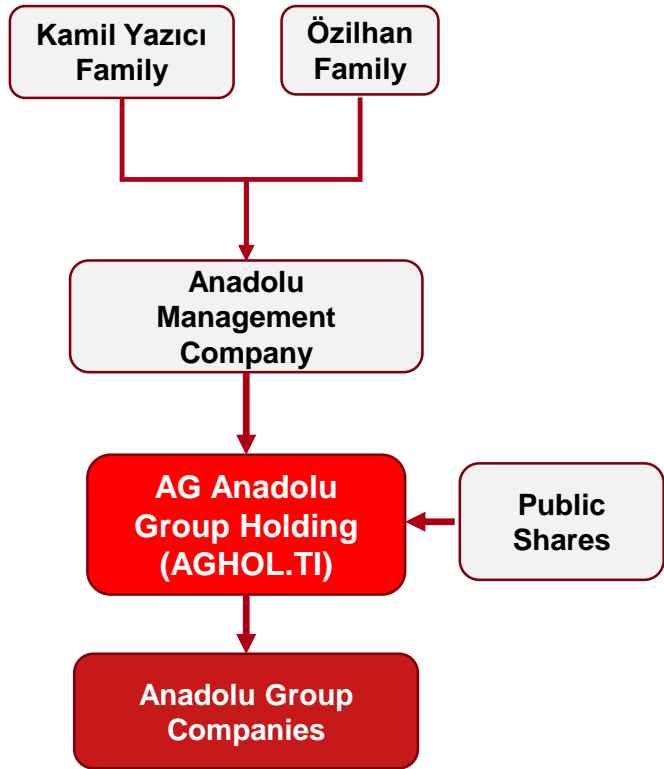 Kamil Yazıcı
Family
Özilhan
Family
Anadolu
Management
Company
AG Anadolu
Group Holding
(AGHOL.TI)
Public
Shares
Anadolu Group
Companies